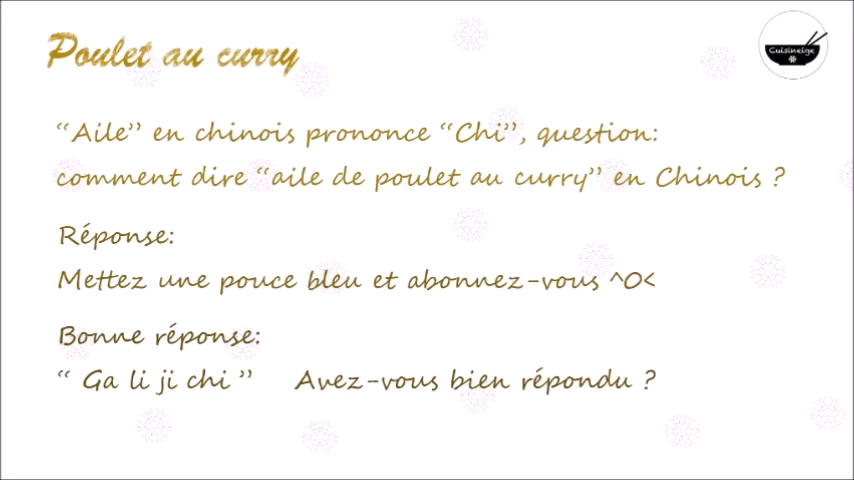 Poulet au curry
Cuisineige
“Aile” en chinois prononce “Chi”, question:
comment dire “aile de poulet au curry” en Chinois ?
Réponse:
Mettez une pouce bleu et abonnez-vous ^O<
Bonne réponse:
“ Ga li ji chi ” Avez-vous bien répondu ?